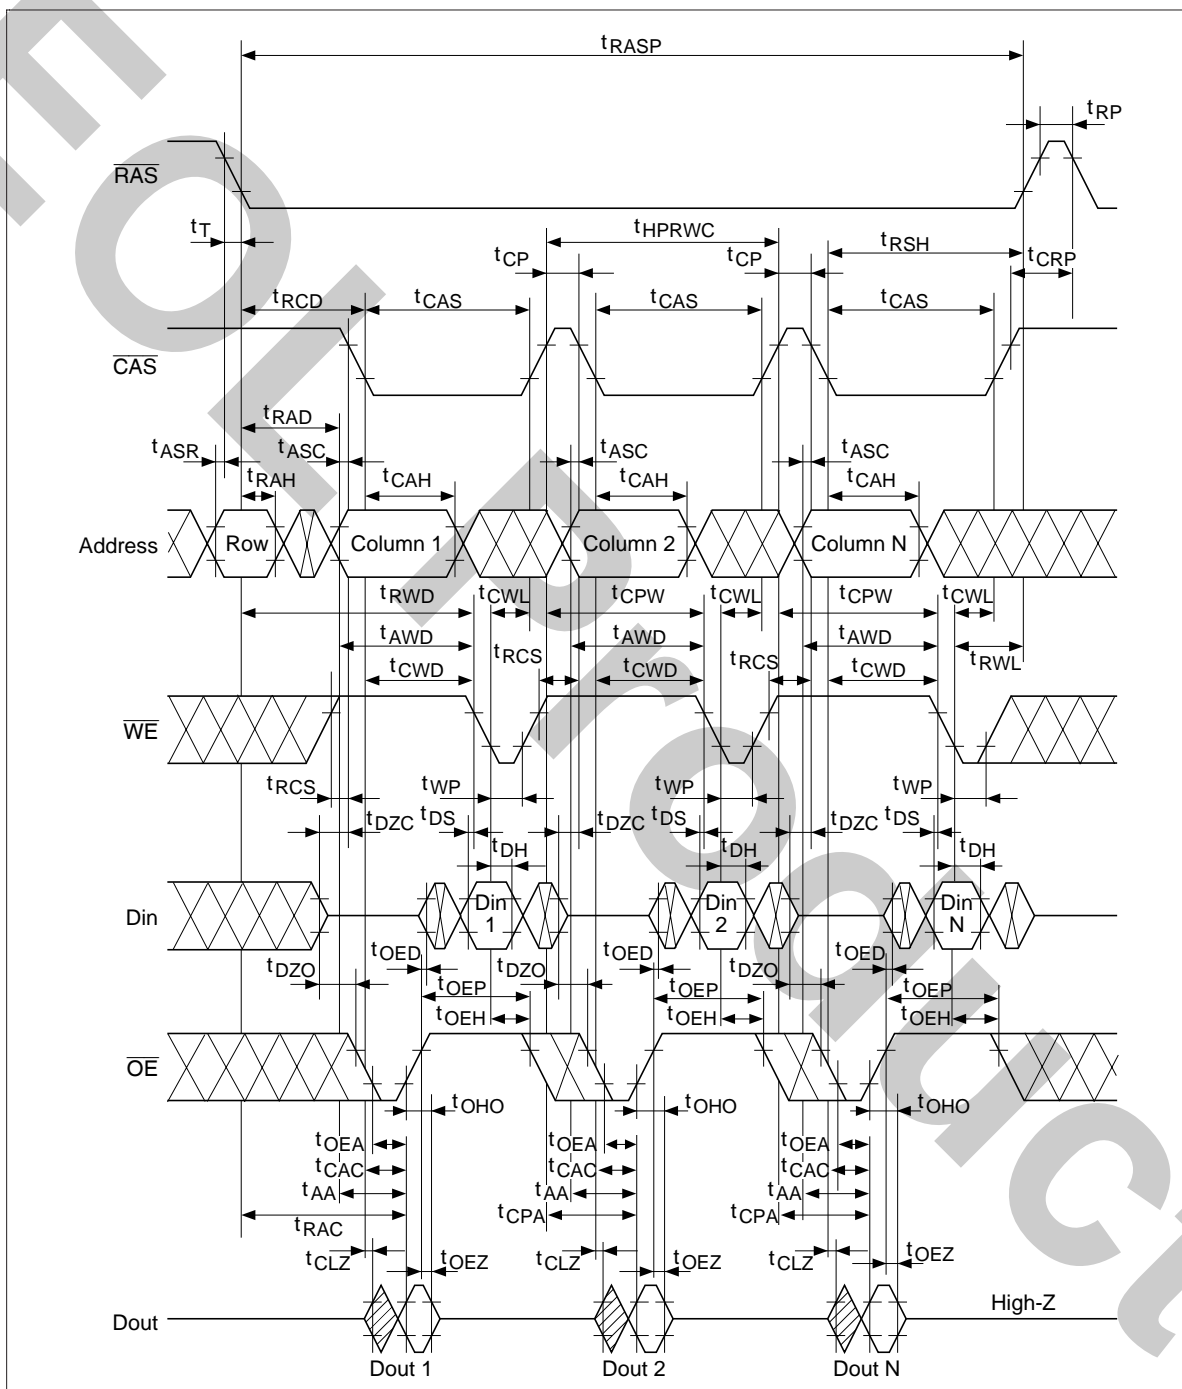 EOL Product
tRASP
tRP
RAS
tT
tHPRWC
tRSH
tCP
tCP
tCRP
tRCD
tCAS
tCAS
tCAS
CAS
tRAD
tASR
tASC
tASC
tASC
tRAH
tCAH
tCAH
tCAH
Address
Row
Column 1
Column 2
Column N
tRWD
tCWL
tCPW
tCWL
tCPW
tCWL
tAWD
tAWD
tAWD
tRCS
tRCS
tRWL
tCWD
tCWD
tCWD
WE
tRCS
tWP
tWP
tWP
tDZC
tDS
tDZC
tDS
tDZC
tDS
tDH
tDH
tDH
Din
Din 1
Din 2
Din N
tOED
tOED
tOED
tDZO
tDZO
tDZO
tOEP
tOEP
tOEP
tOEH
tOEH
tOEH
OE
tOHO
tOHO
tOHO
tOEA
tOEA
tOEA
tCAC
tCAC
tCAC
tAA
tAA
tAA
tRAC
tCPA
tCPA
tCLZ
tOEZ
tCLZ
tOEZ
tCLZ
tOEZ
High-Z
Dout
Dout 1
Dout 2
Dout N